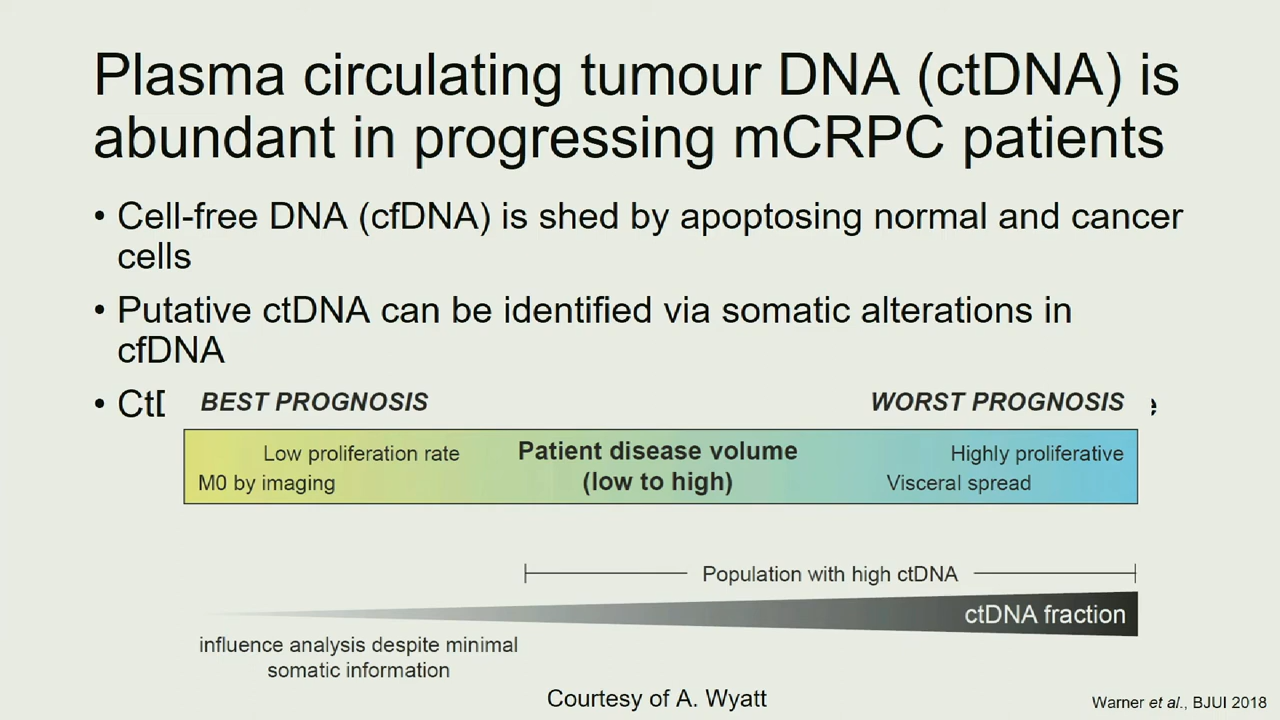 Plasma circulating tumour DNA (ctDNA) is
abundant in progressing mCRPC patients
• Cell-free DNA (cfDNA) is shed by apoptosing normal and cancer
cells
• Putative ctDNA can be identified via somatic alterations in
cfDNA
•
BEST PROGNOSIS
WORST PROGNOSIS
Low proliferation rate
M0 by imaging
Patient disease volume
(low to high)
Highly proliferative
Visceral spread
Population with high ctDNA
ctDNA fraction
influence analysis despite minimal
somatic information
Courtesy of A. Wyatt
Warner et al., BJUI 2018